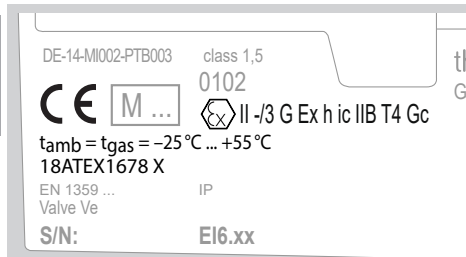 DE-14-MI002-PTB003 class 1,5
0102
CE M ... Ex II -/3 G Ex h ic IIB T4 Gc
tamb = tgas = –25 °C ... +55 °C
18ATEX1678 X
EN 1359 ... IP
Valve Ve
S/N: EI6.xx
G